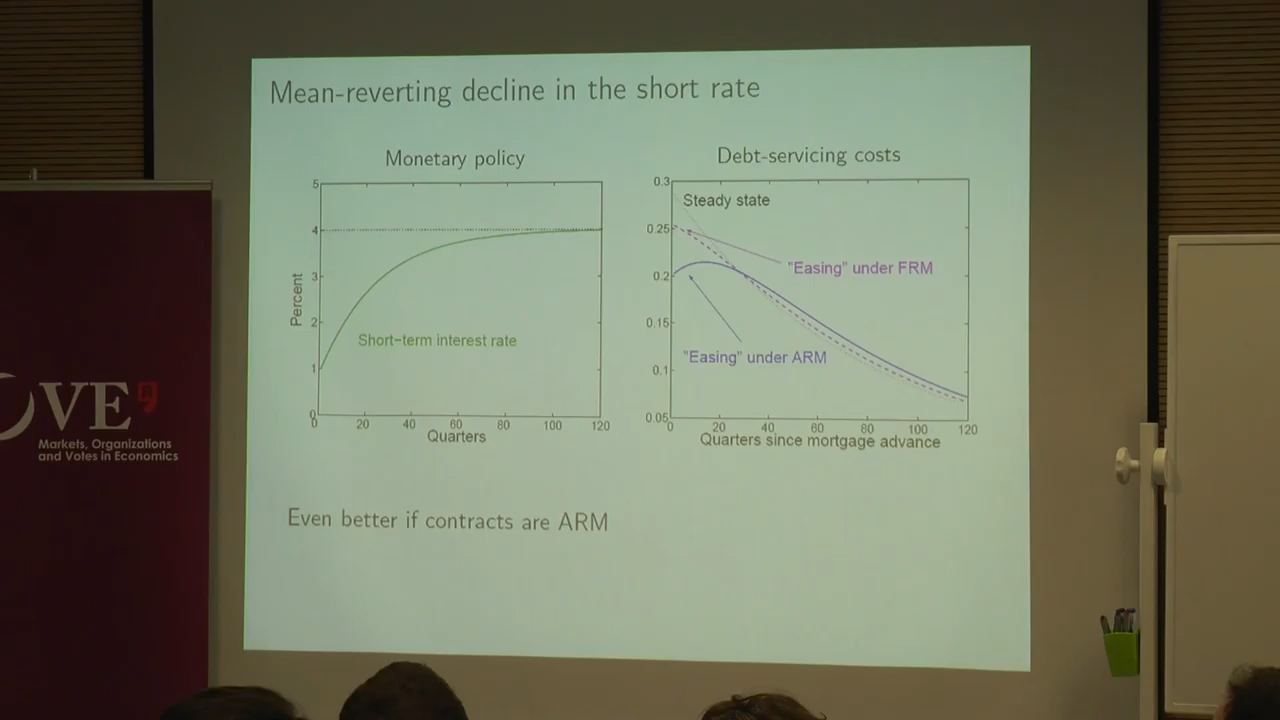 Mean-reverting decline in the short rate
Monetary policy
5
4
3
2
1
0
Percent
Short-term interest rate
0 20 40 60 80 100 120
Quarters
Debt-servicing costs
0.3
0.25
0.2
0.15
0.1
0.05
Steady state
"Easing" under FRM
"Easing" under ARM
0 20 40 60 80 100 120
Quarters since mortgage advance
Even better if contracts are ARM
VE
Markets, Organizations
and Votes in Economics